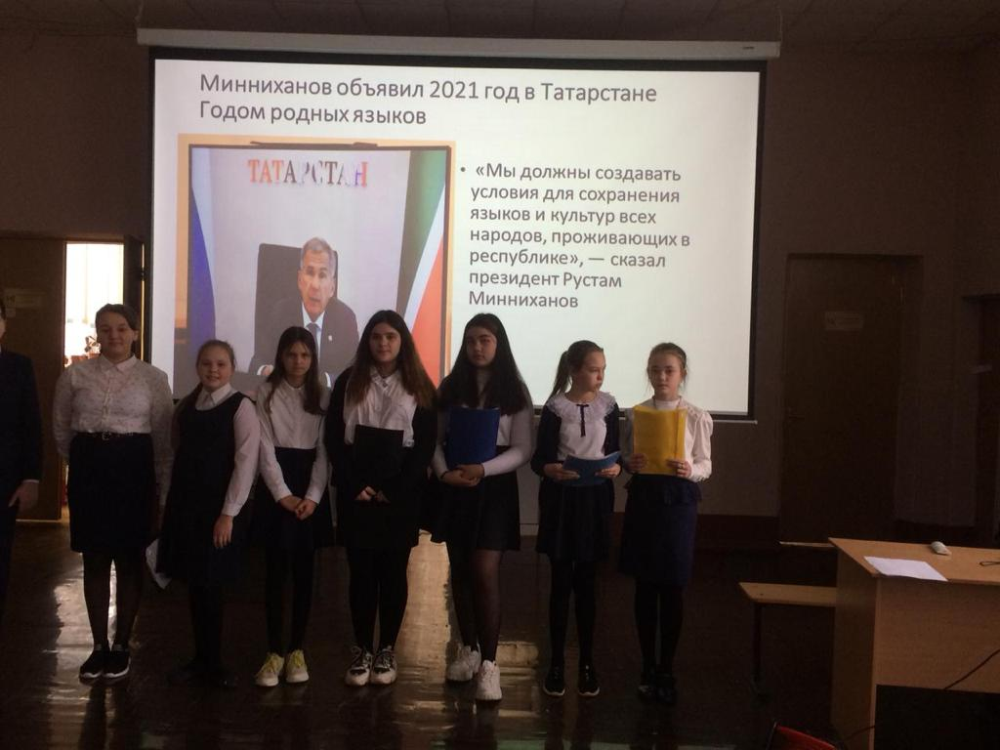 Минниханов объявил 2021 год в Татарстане
Годом родных языков
ТАТАРСТАН
• «Мы должны создавать
условия для сохранения
языков и культур всех
народов, проживающих в
республике», — сказал
президент Рустам
Минниханов